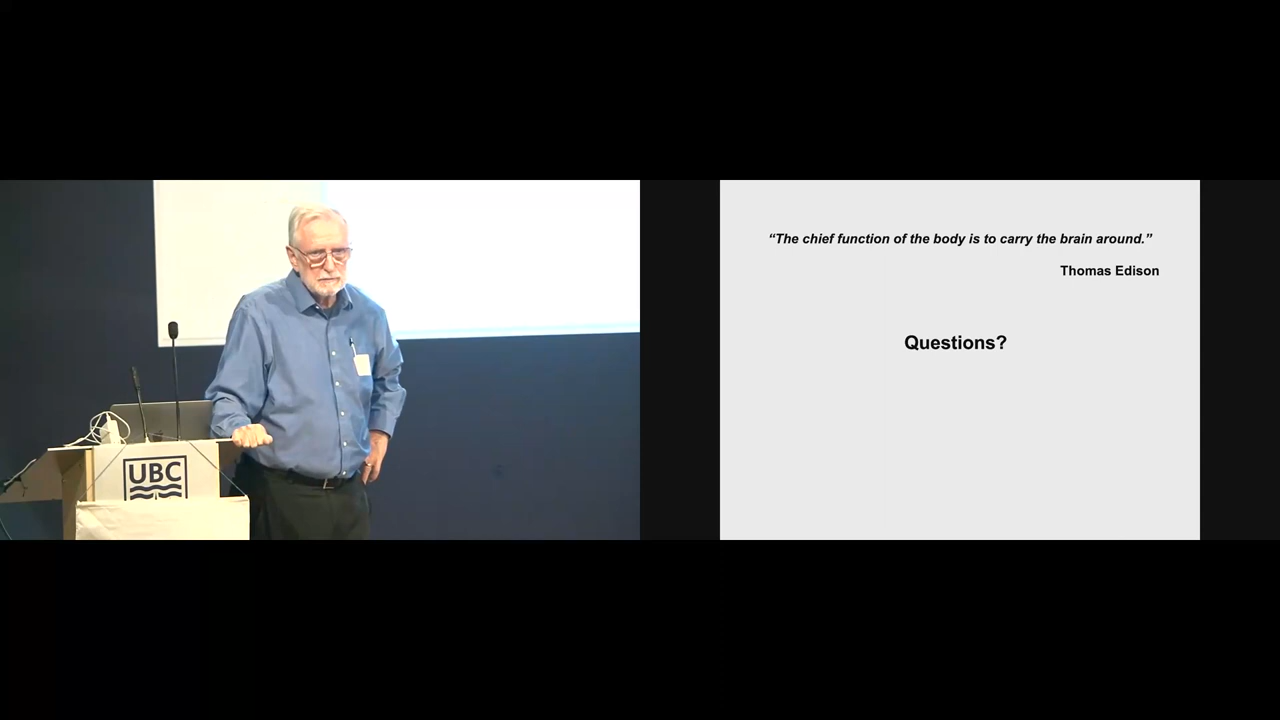 UBC
“The chief function of the body is to carry the brain around.”
Thomas Edison
Questions?